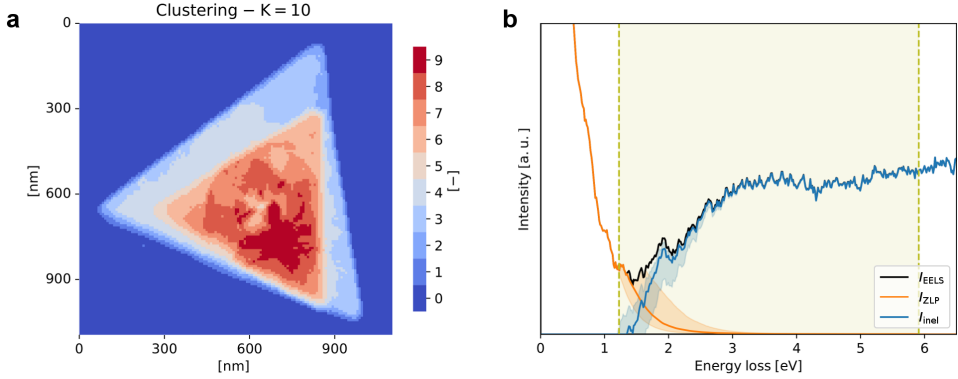 a
Clustering – K = 10
0
300
600
900
[nm]
0
300
600
900
[nm]
9
8
7
6
5
4
3
2
1
0
[—]
b
Intensity [a. u.]
0
1
2
3
4
5
6
Energy loss [eV]
I_EELS
I_ZLP
I_inel